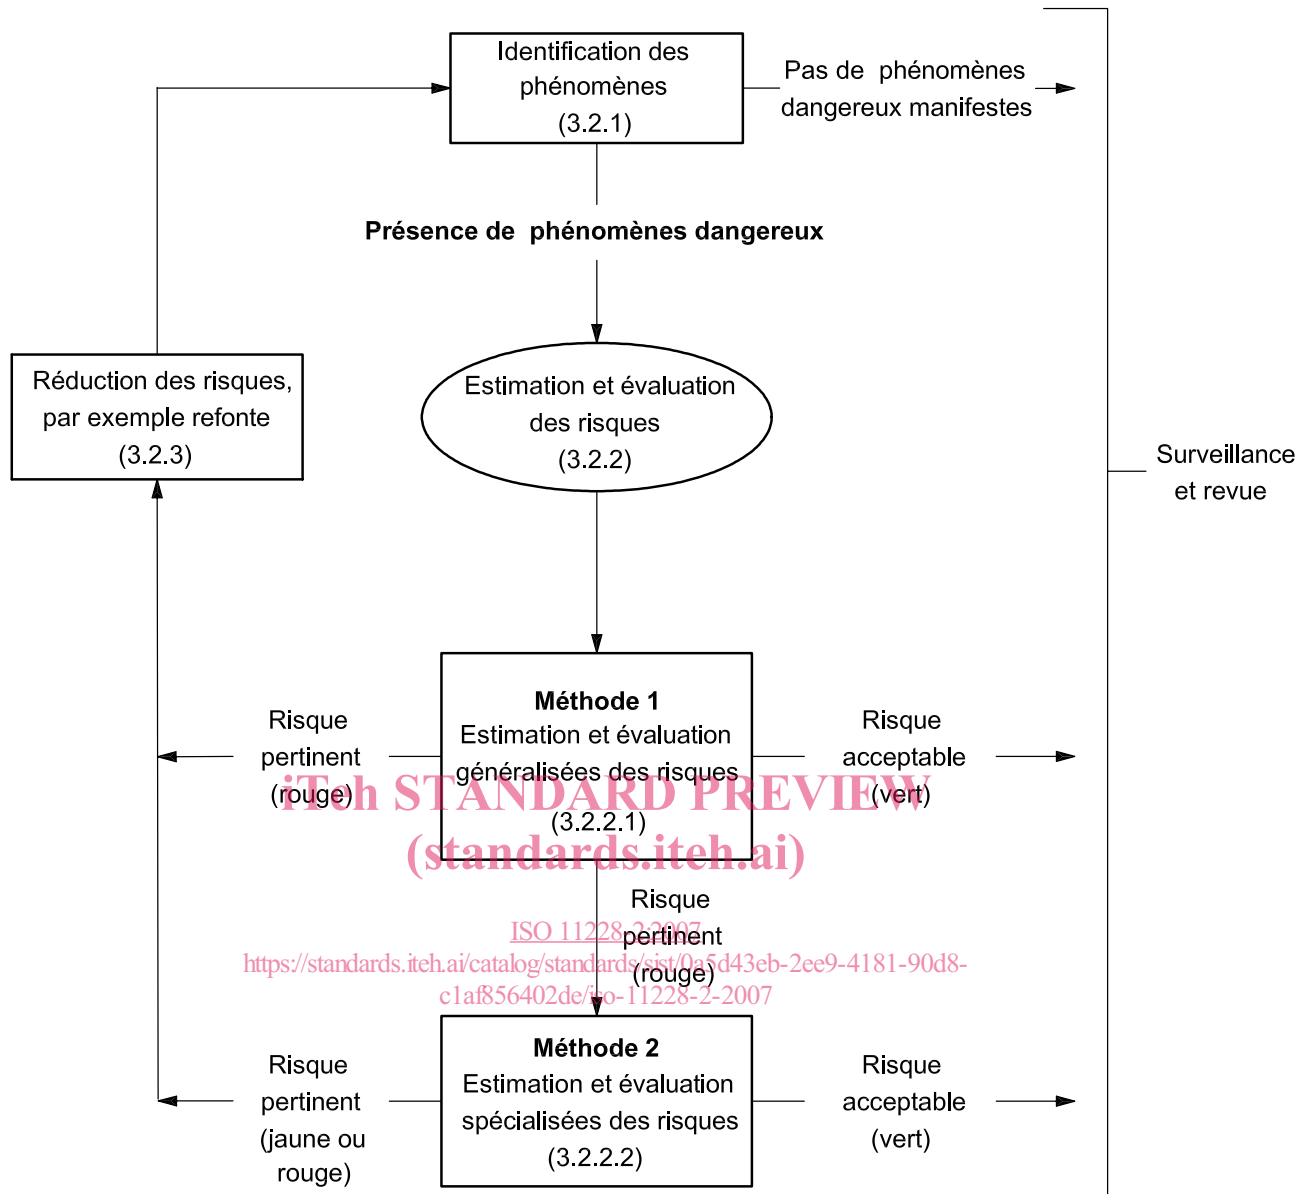 Identification des
phénomènes
(3.2.1)
Pas de phénomènes
dangereux manifestes
Présence de phénomènes dangereux
Réduction des risques,
par exemple refonte
(3.2.3)
Estimation et évaluation
des risques
(3.2.2)
Surveillance
et revue
Risque
pertinent
(rouge)
Méthode 1
Estimation et évaluation
généralisées des risques
(3.2.2.1)
Risque
acceptable
(vert)
iTeh STANDARD PREVIEW
(standards.iteh.ai)
Risque
pertinent
(rouge)
ISO 11228-2:2007
https://standards.iteh.ai/catalog/standards/sist/0a5d43eb-2ee9-4181-90d8-
c1af856402de/iso-11228-2-2007
Risque
pertinent
(jaune ou
rouge)
Méthode 2
Estimation et évaluation
spécialisées des risques
(3.2.2.2)
Risque
acceptable
(vert)